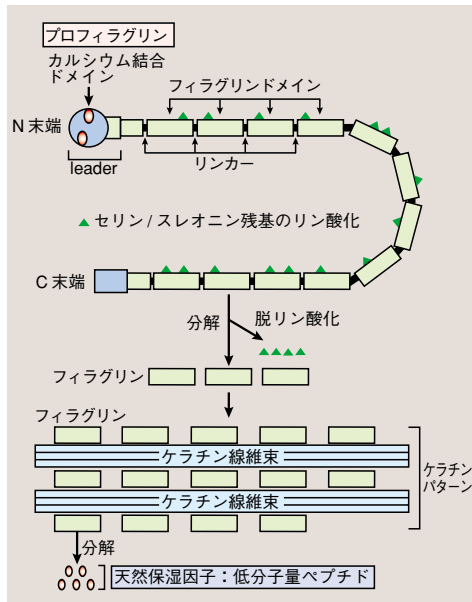 プロフィラグリン
カルシウム結合
ドメイン
フィラグリンドメイン
N 末端
leader
リンカー
セリン/スレオニン残基のリン酸化
C 末端
分解
脱リン酸化
フィラグリン
フィラグリン
ケラチン線維束
ケラチン線維束
ケラチン
パターン
分解
天然保湿因子:低分子量ペプチド